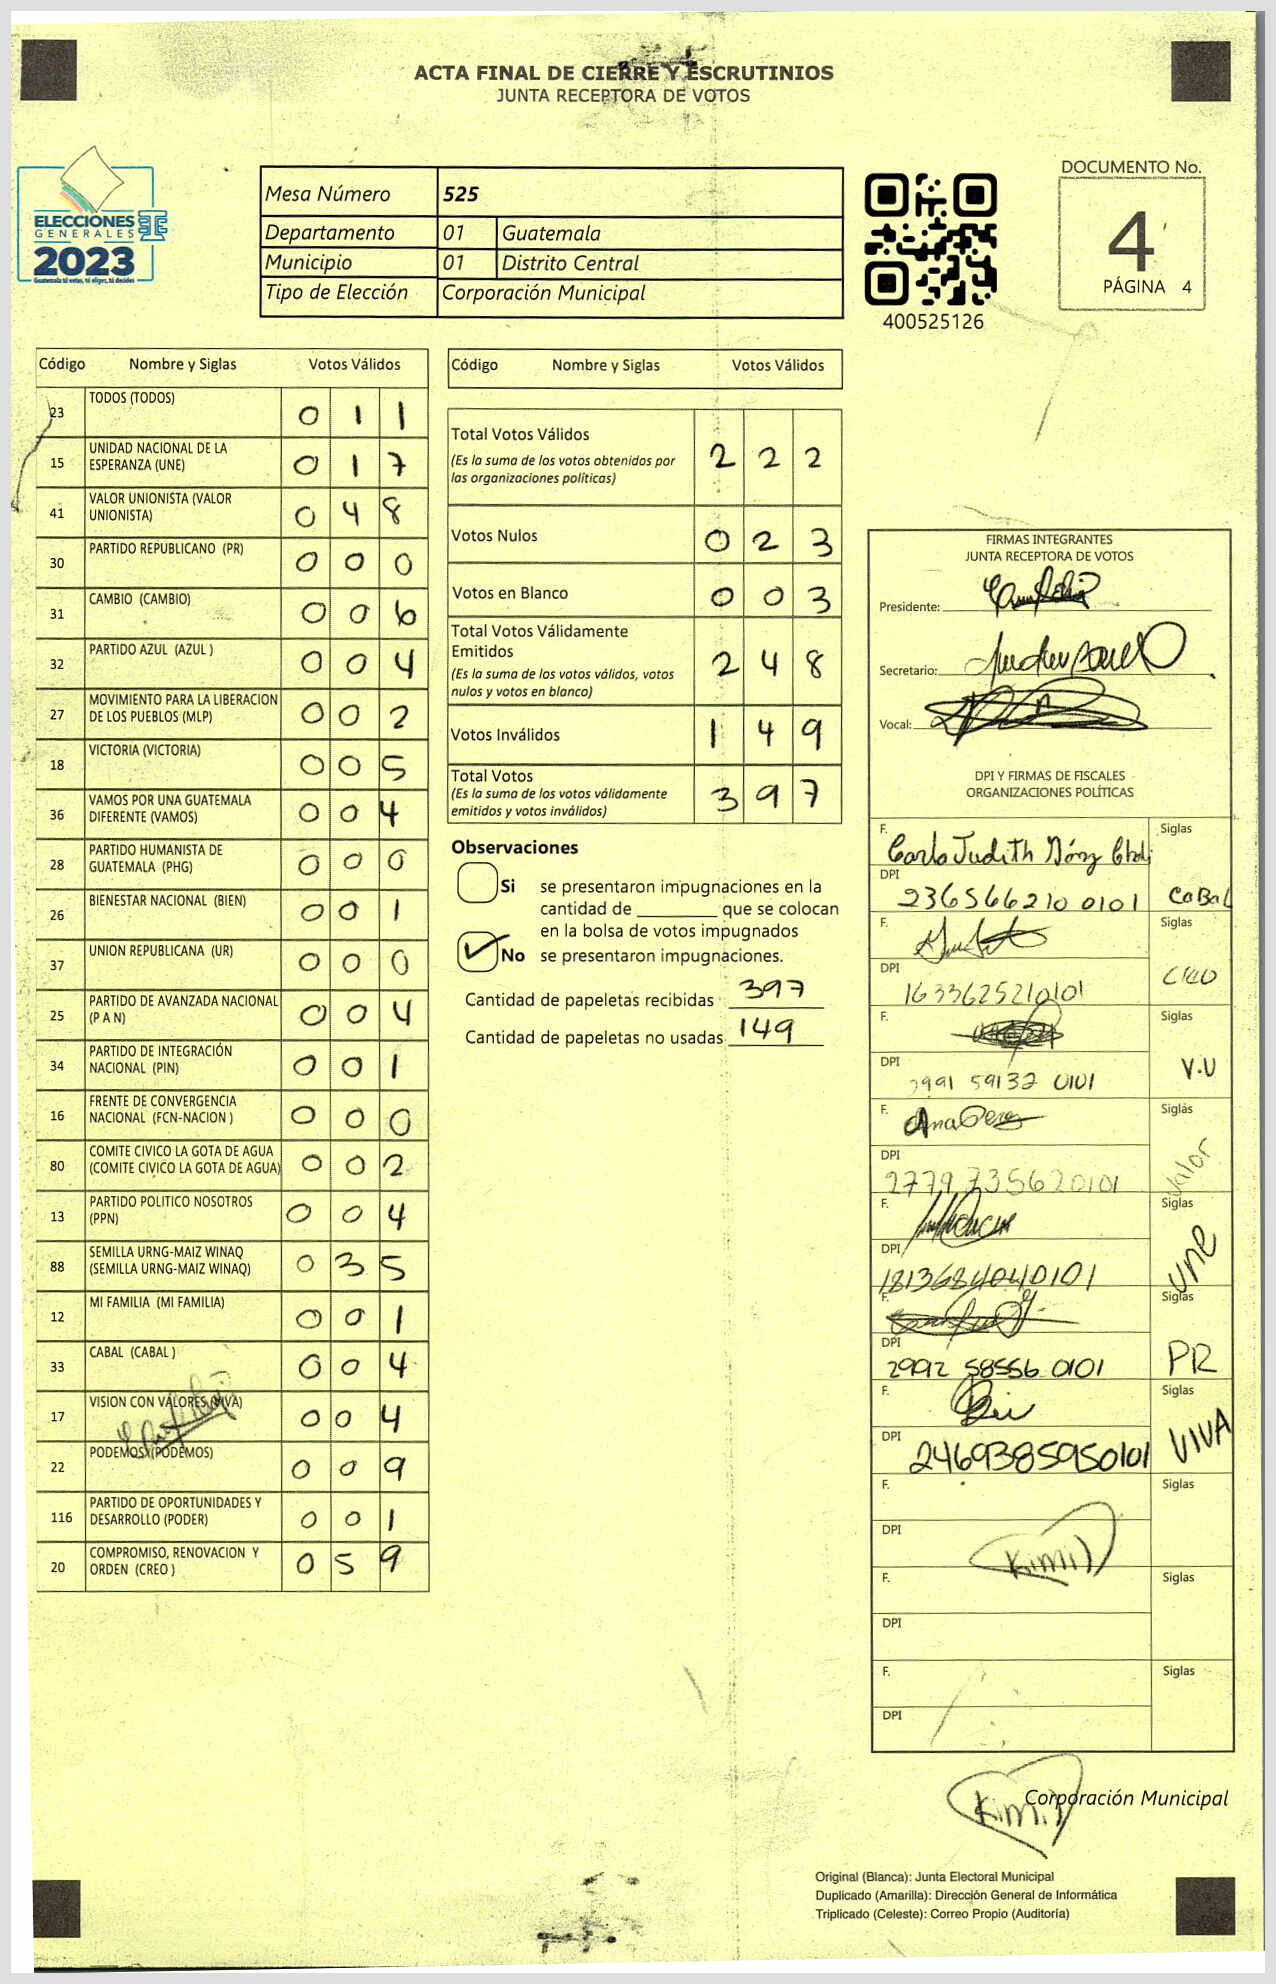 ACTA FINAL DE CIERRE Y ESCRUTINIOS
JUNTA RECEPTORA DE VOTOS
ELECCIONES
GENERALES
2023
Guatemala tú votas, tú eliges, tú decides
Mesa Número 525
Departamento 01 Guatemala
Municipio 01 Distrito Central
Tipo de Elección Corporación Municipal
400525126
DOCUMENTO No.
4
PÁGINA 4
Código Nombre y Siglas Votos Válidos
23 TODOS (TODOS) 0 1 1
15 UNIDAD NACIONAL DE LA ESPERANZA (UNE) 0 1 7
41 VALOR UNIONISTA (VALOR UNIONISTA) 0 4 8
30 PARTIDO REPUBLICANO (PR) 0 0 0
31 CAMBIO (CAMBIO) 0 0 6
32 PARTIDO AZUL (AZUL ) 0 0 4
27 MOVIMIENTO PARA LA LIBERACION DE LOS PUEBLOS (MLP) 0 0 2
18 VICTORIA (VICTORIA) 0 0 5
36 VAMOS POR UNA GUATEMALA DIFERENTE (VAMOS) 0 0 4
28 PARTIDO HUMANISTA DE GUATEMALA (PHG) 0 0 0
26 BIENESTAR NACIONAL (BIEN) 0 0 1
37 UNION REPUBLICANA (UR) 0 0 0
25 PARTIDO DE AVANZADA NACIONAL (P A N) 0 0 4
34 PARTIDO DE INTEGRACIÓN NACIONAL (PIN) 0 0 1
16 FRENTE DE CONVERGENCIA NACIONAL (FCN-NACION ) 0 0 0
80 COMITE CIVICO LA GOTA DE AGUA (COMITE CIVICO LA GOTA DE AGUA) 0 0 2
13 PARTIDO POLITICO NOSOTROS (PPN) 0 0 4
88 SEMILLA URNG-MAIZ WINAQ (SEMILLA URNG-MAIZ WINAQ) 0 3 5
12 MI FAMILIA (MI FAMILIA) 0 0 1
33 CABAL (CABAL ) 0 0 4
17 VISION CON VALORES (VIVA) 0 0 4
22 PODEMOS (PODEMOS) 0 0 9
116 PARTIDO DE OPORTUNIDADES Y DESARROLLO (PODER) 0 0 1
20 COMPROMISO, RENOVACION Y ORDEN (CREO ) 0 5 9
Código Nombre y Siglas Votos Válidos
Total Votos Válidos 2 2 2
(Es la suma de los votos obtenidos por
las organizaciones políticas)
Votos Nulos 0 2 3
Votos en Blanco 0 0 3
Total Votos Válidamente
Emitidos 2 4 8
(Es la suma de los votos válidos, votos
nulos y votos en blanco)
Votos Inválidos 1 4 9
Total Votos 3 9 7
(Es la suma de los votos válidamente
emitidos y votos inválidos)
Observaciones
Si se presentaron impugnaciones en la
cantidad de ________ que se colocan
en la bolsa de votos impugnados
No se presentaron impugnaciones.
Cantidad de papeletas recibidas 397
Cantidad de papeletas no usadas 149
FIRMAS INTEGRANTES
JUNTA RECEPTORA DE VOTOS
Presidente:
Secretario:
Vocal:
DPI Y FIRMAS DE FISCALES
ORGANIZACIONES POLÍTICAS
F. Carla Judith Siglas
DPI 236566210 0101 CABAL
F. Siglas
DPI 1633625210101
F. Siglas
DPI 2991 59132 0101 V.U
F. Ana Perez Siglas
DPI 2779 735620101 Valor
F. Siglas
DPI 1813684040101 UNE
F. Siglas
DPI 2992 58556 0101 PR
F. Siglas
DPI 2469385950101 VIVA
F. Siglas
DPI
Kimil
F. Siglas
DPI
F. Siglas
DPI
Corporación Municipal
Kimil
Original (Blanca): Junta Electoral Municipal
Duplicado (Amarilla): Dirección General de Informática
Triplicado (Celeste): Correo Propio (Auditoría)